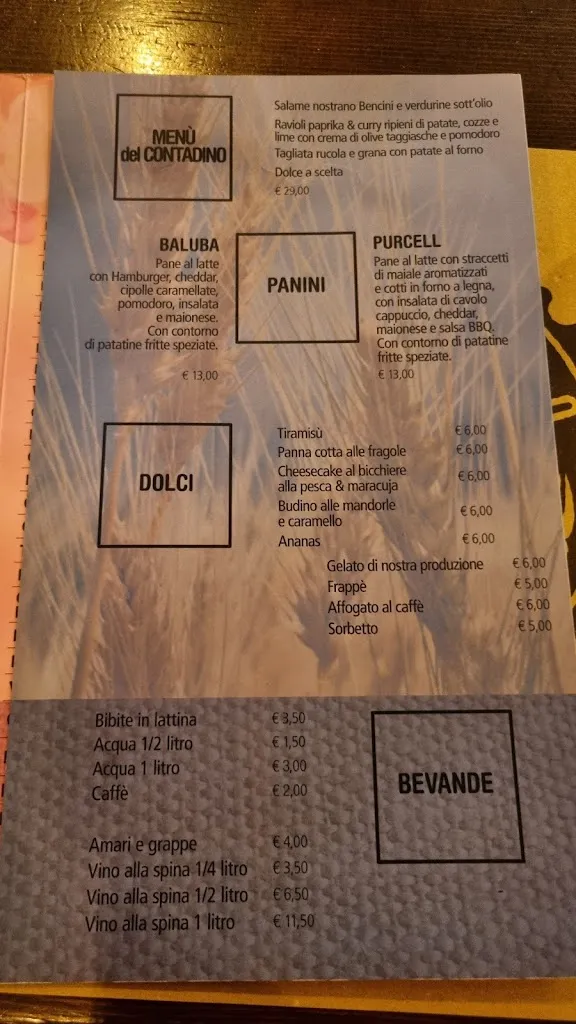 MENÙ
del CONTADINO
Salame nostrano Bencini e verdurine sott'olio
Ravioli paprika & curry ripieni di patate, cozze e
lime con crema di olive taggiasche e pomodoro
Tagliata rucola e grana con patate al forno
Dolce a scelta
€ 29,00
BALUBA
Pane al latte
con Hamburger, cheddar,
cipolle caramellate,
pomodoro, insalata
e maionese.
Con contorno
di patatine fritte speziate.
€ 13,00
PANINI
PURCELL
Pane al latte con straccetti
di maiale aromatizzati
e cotti in forno a legna,
con insalata di cavolo
cappuccio, cheddar,
maionese e salsa BBQ.
Con contorno di patatine
fritte speziate.
€ 13,00
DOLCI
Tiramisù € 6,00
Panna cotta alle fragole € 6,00
Cheesecake al bicchiere
alla pesca & maracuja € 6,00
Budino alle mandorle
e caramello € 6,00
Ananas € 6,00
Gelato di nostra produzione € 6,00
Frappè € 5,00
Affogato al caffè € 6,00
Sorbetto € 5,00
Bibite in lattina € 3,50
Acqua 1/2 litro € 1,50
Acqua 1 litro € 3,00
Caffè € 2,00
BEVANDE
Amari e grappe € 4,00
Vino alla spina 1/4 litro € 3,50
Vino alla spina 1/2 litro € 6,50
Vino alla spina 1 litro € 11,50